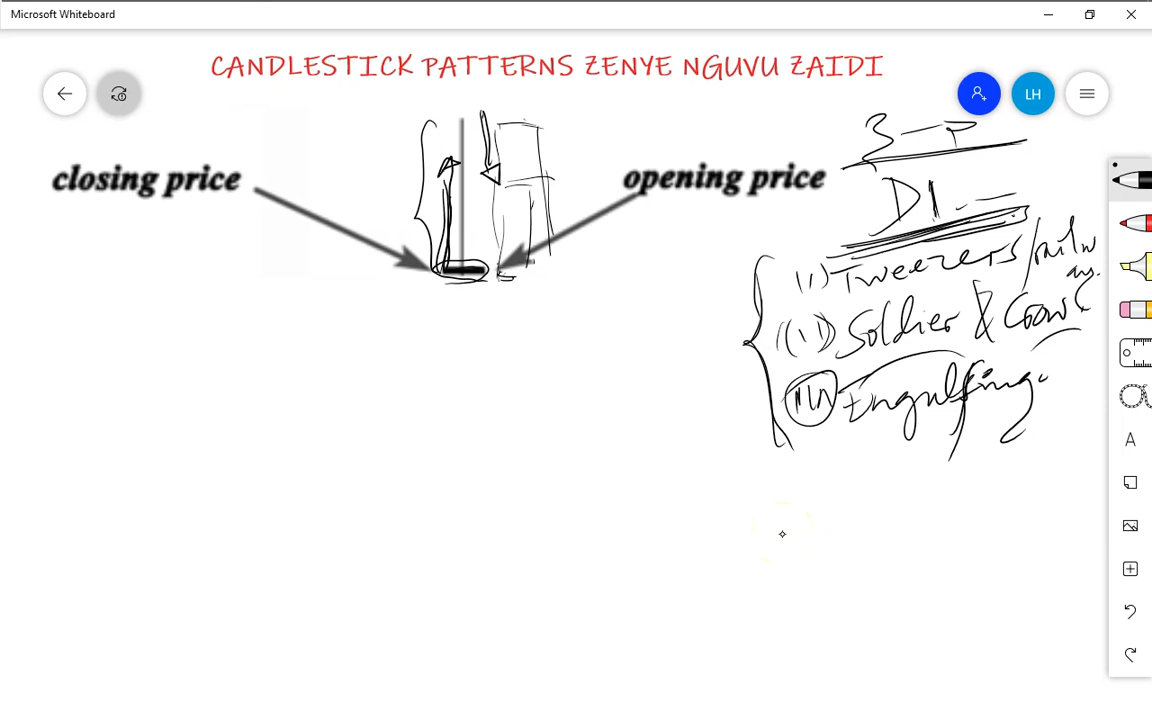 Microsoft Whiteboard
CANDLESTICK PATTERNS ZENYE NGUVU ZAIDI
LH
closing price
opening price
3-P
D1.
(i) Tweezers/railway.
(ii) Soldier & Crow
(iii) Engulfing.
A